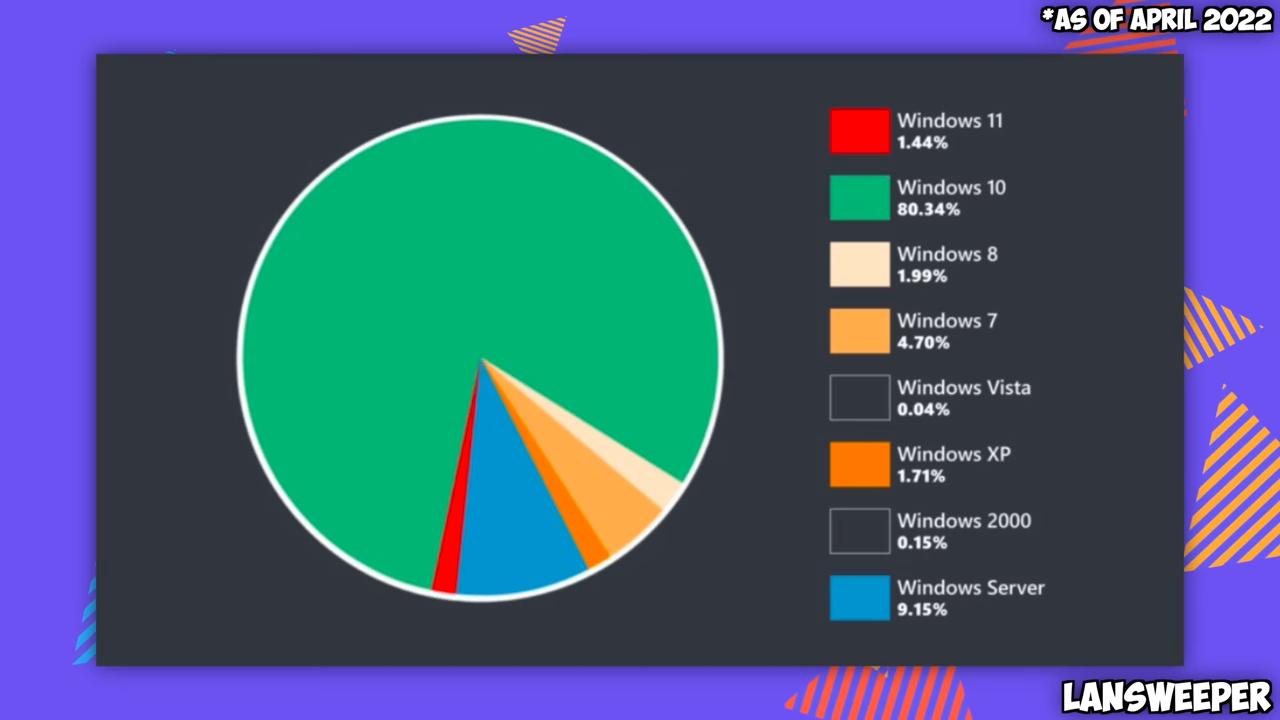 *AS OF APRIL 2022
Windows 11
1.44%
Windows 10
80.34%
Windows 8
1.99%
Windows 7
4.70%
Windows Vista
0.04%
Windows XP
1.71%
Windows 2000
0.15%
Windows Server
9.15%
LANSWEEPER